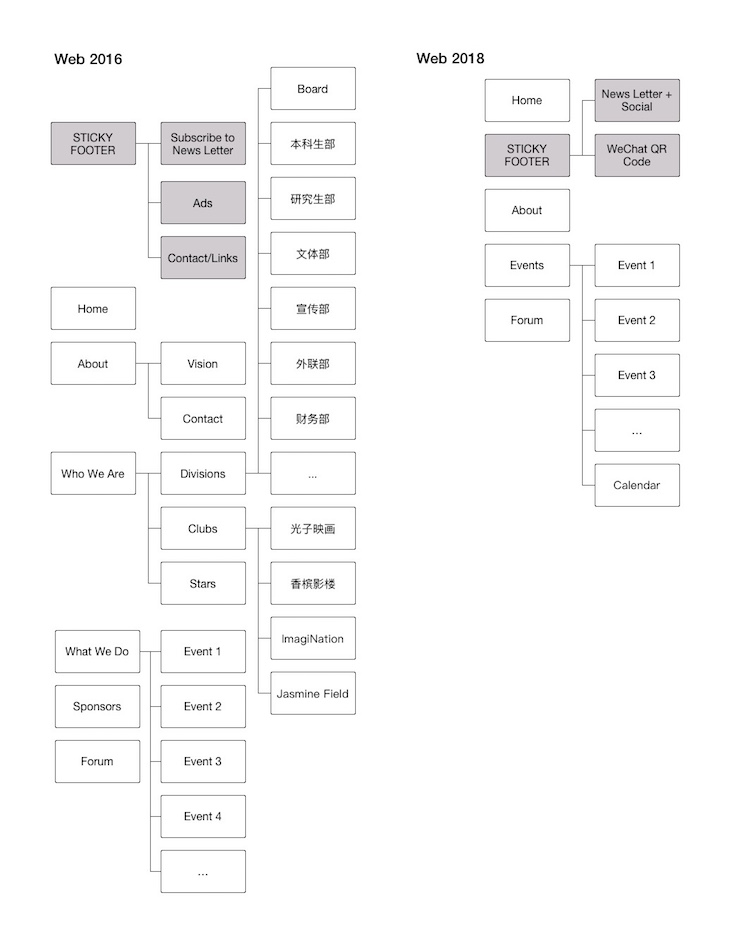 Web 2016
Board
STICKY
FOOTER
Subscribe to
News Letter
本科生部
Ads
研究生部
Contact/Links
文体部
Home
宣传部
About
Vision
外联部
Contact
财务部
Who We Are
Divisions
...
Clubs
光子映画
Stars
香槟影楼
What We Do
Event 1
ImagiNation
Sponsors
Event 2
Jasmine Field
Forum
Event 3
Event 4
...
Web 2018
Home
News Letter +
Social
STICKY
FOOTER
WeChat QR
Code
About
Events
Event 1
Forum
Event 2
Event 3
...
Calendar